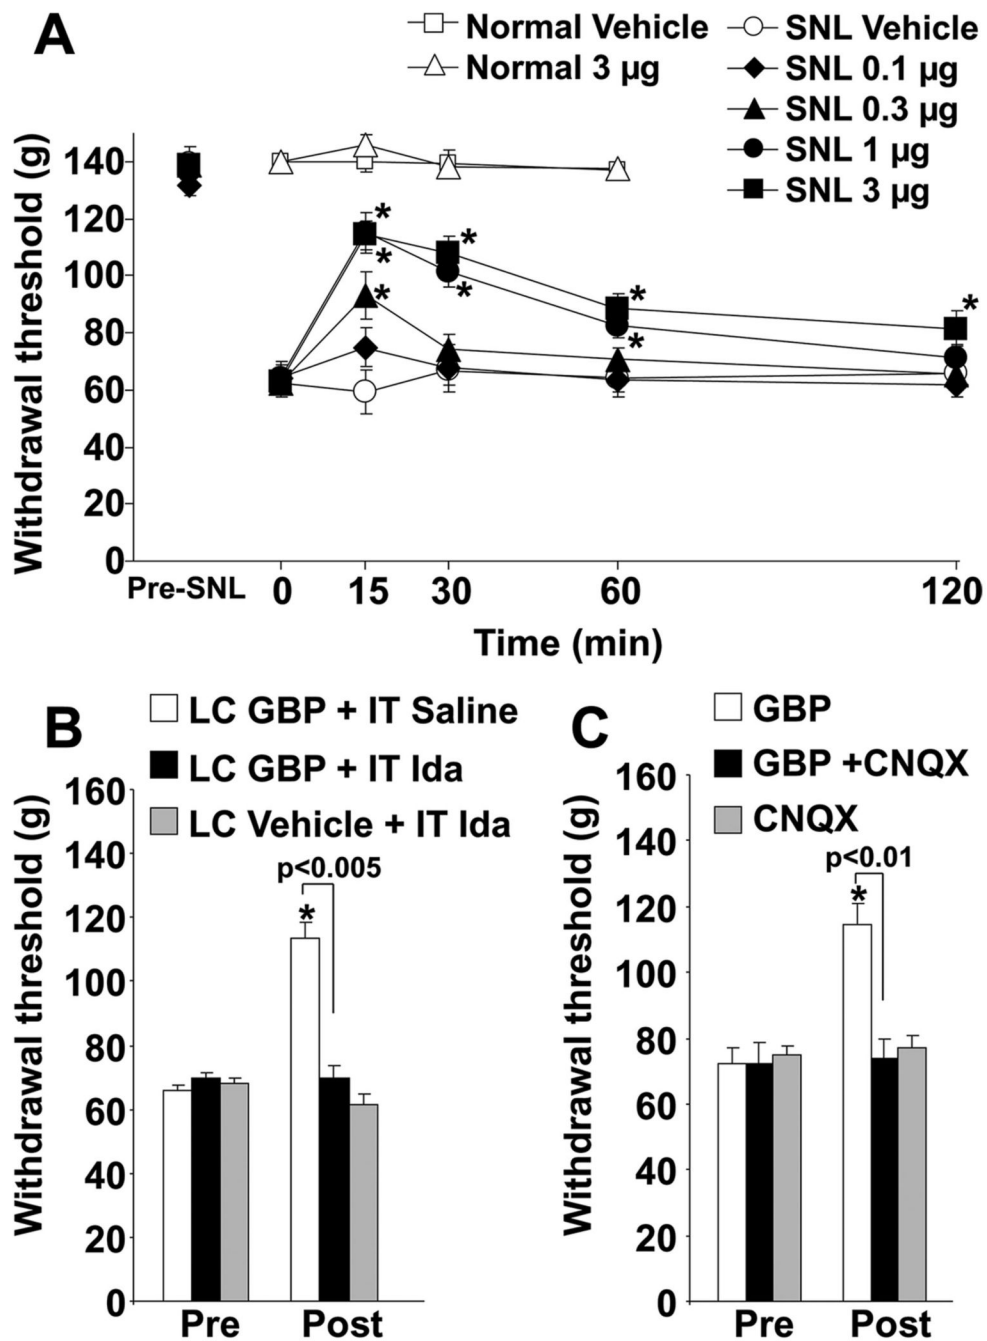 A
Normal Vehicle
Normal 3 µg
SNL Vehicle
SNL 0.1 µg
SNL 0.3 µg
SNL 1 µg
SNL 3 µg
Withdrawal threshold (g)
140
120
100
80
60
40
20
0
* * * * * * * *
Pre-SNL 0 15 30 60 120
Time (min)
B
LC GBP + IT Saline
LC GBP + IT Ida
LC Vehicle + IT Ida
Withdrawal threshold (g)
160
140
120
100
80
60
40
20
0
p<0.005
*
Pre Post
C
GBP
GBP +CNQX
CNQX
Withdrawal threshold (g)
160
140
120
100
80
60
40
20
0
p<0.01
*
Pre Post